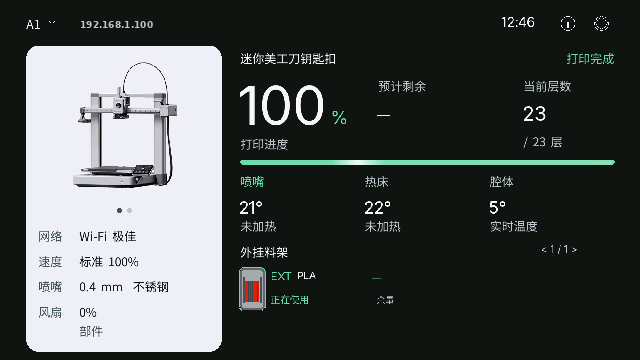 A1
192.168.1.100
12:46
迷你美工刀钥匙扣
打印完成
100 %
打印进度
预计剩余
—
当前层数
23
/ 23 层
喷嘴
21°
未加热
热床
22°
未加热
腔体
5°
实时温度
外挂料架
< 1 / 1 >
EXT PLA
正在使用
—
余量
网络 Wi-Fi 极佳
速度 标准 100%
喷嘴 0.4 mm 不锈钢
风扇 0%
部件